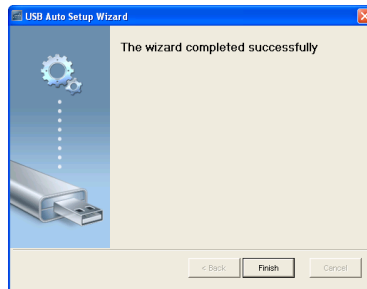 USB Auto Setup Wizard
The wizard completed successfully
< Back
Finish
Cancel